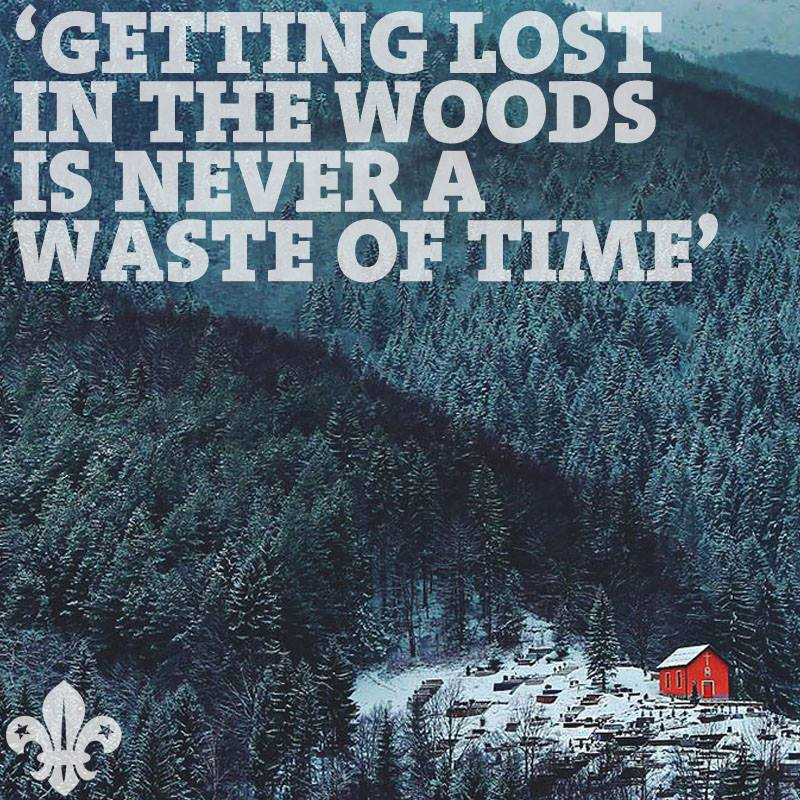 ‘GETTING LOST
IN THE WOODS
IS NEVER A
WASTE OF TIME’